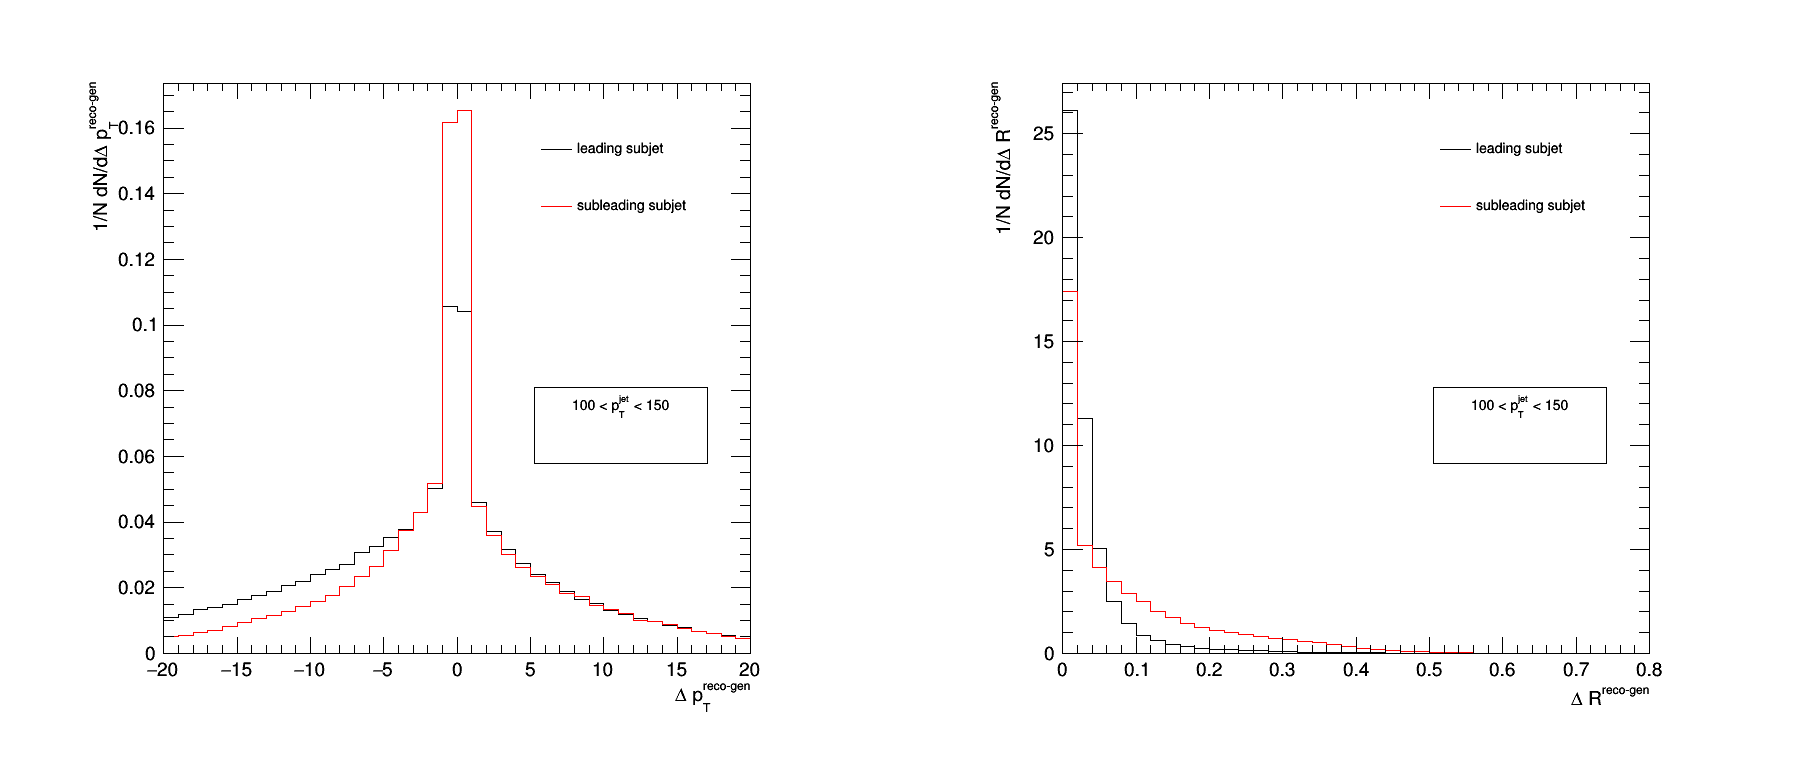 1/N dN/dΔ p_T^reco-gen
0.16
0.14
0.12
0.1
0.08
0.06
0.04
0.02
0
−20 −15 −10 −5 0 5 10 15 20
Δ p_T^reco-gen
leading subjet
subleading subjet
100 < p_T^jet < 150
1/N dN/dΔ R^reco-gen
25
20
15
10
5
0
0 0.1 0.2 0.3 0.4 0.5 0.6 0.7 0.8
Δ R^reco-gen
leading subjet
subleading subjet
100 < p_T^jet < 150